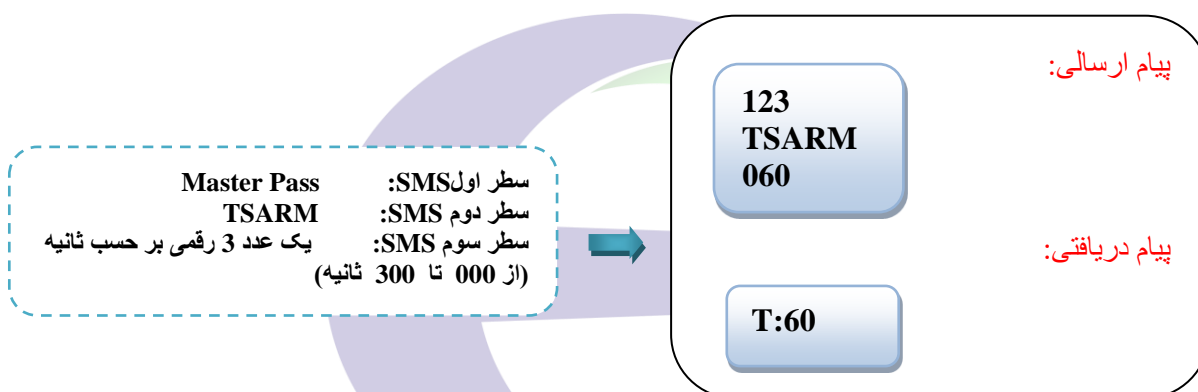 پیام ارسالی:
123
TSARM
060
سطر اولSMS: Master Pass
سطر دوم SMS: TSARM
سطر سوم SMS: یک عدد 3 رقمی بر حسب ثانیه
(از 000 تا 300 ثانیه)
پیام دریافتی:
T:60